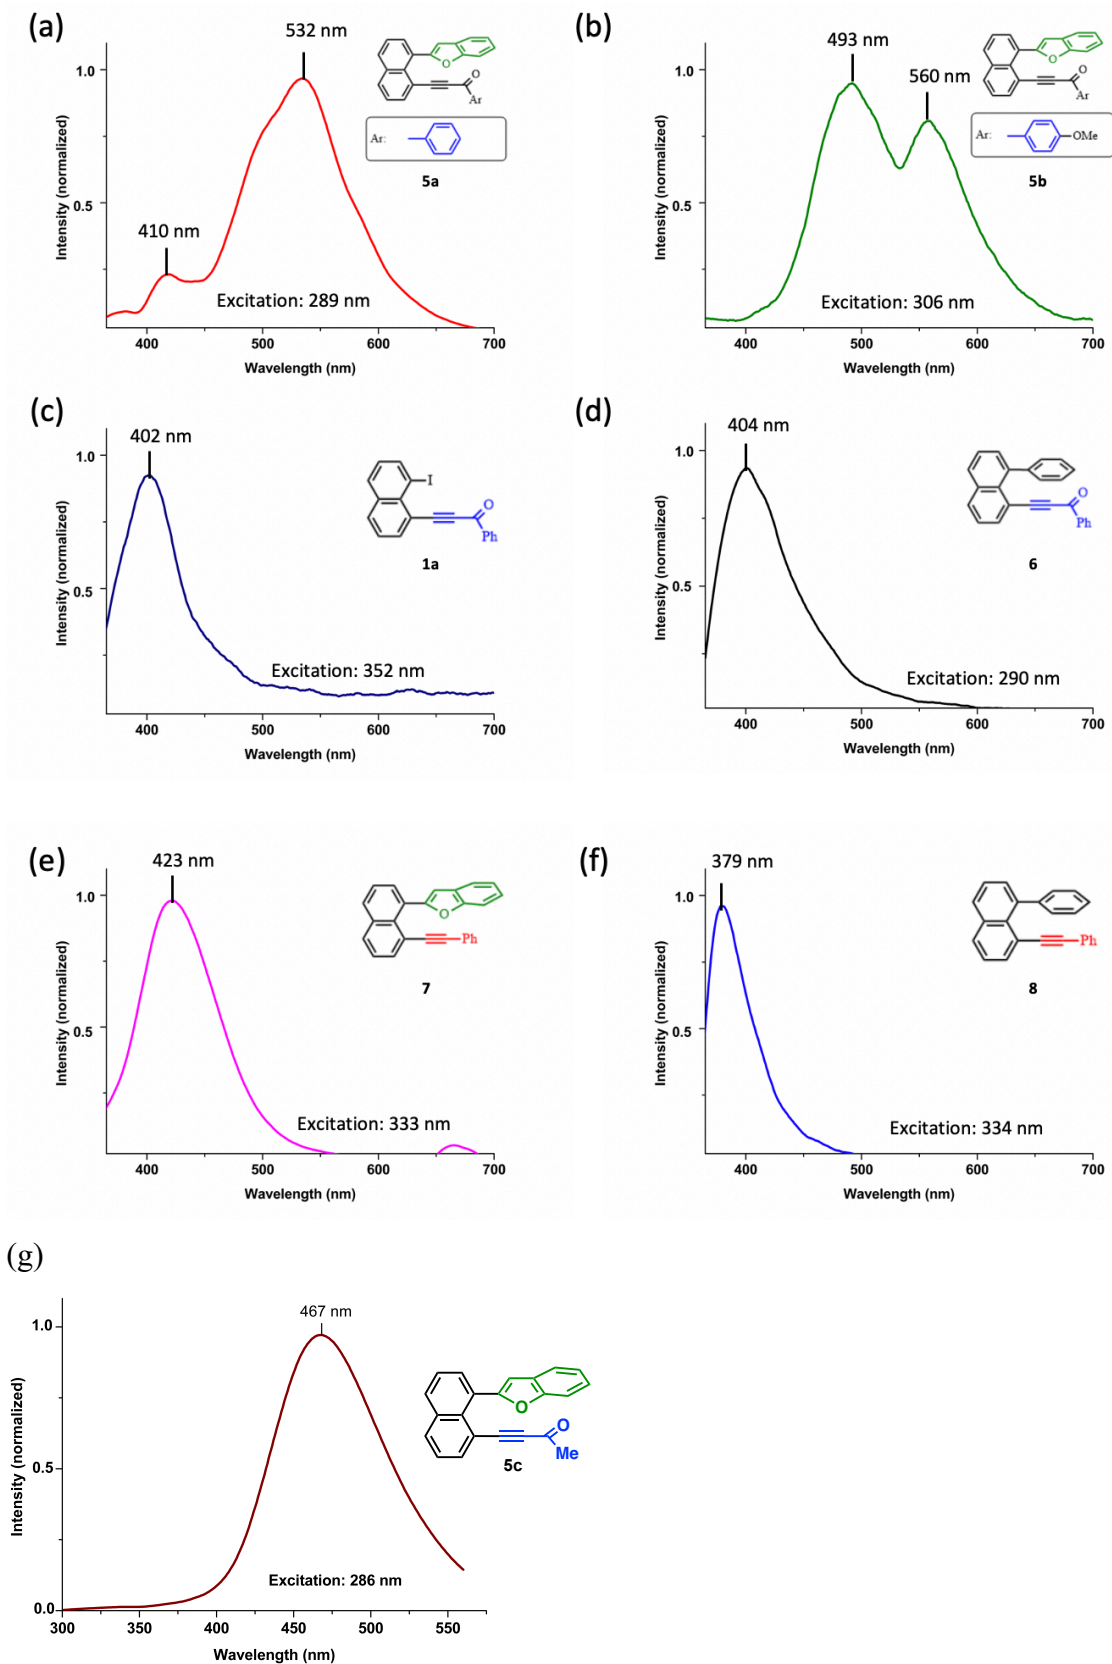 (a)
532 nm
410 nm
1.0
0.5
Intensity (normalized)
O
O
Ar
Ar:
5a
Excitation: 289 nm
400 500 600 700
Wavelength (nm)
(b)
493 nm
560 nm
1.0
0.5
Intensity (normalized)
O
O
Ar
Ar: OMe
5b
Excitation: 306 nm
400 500 600 700
Wavelength (nm)
(c)
402 nm
1.0
0.5
Intensity (normalized)
I
O
Ph
1a
Excitation: 352 nm
400 500 600 700
Wavelength (nm)
(d)
404 nm
1.0
0.5
Intensity (normalized)
O
Ph
6
Excitation: 290 nm
400 500 600 700
Wavelength (nm)
(e)
423 nm
1.0
0.5
Intensity (normalized)
O
Ph
7
Excitation: 333 nm
400 500 600 700
Wavelength (nm)
(f)
379 nm
1.0
0.5
Intensity (normalized)
Ph
8
Excitation: 334 nm
400 500 600 700
Wavelength (nm)
(g)
467 nm
1.0
0.5
0.0
Intensity (normalized)
O
O
Me
5c
Excitation: 286 nm
300 350 400 450 500 550
Wavelength (nm)